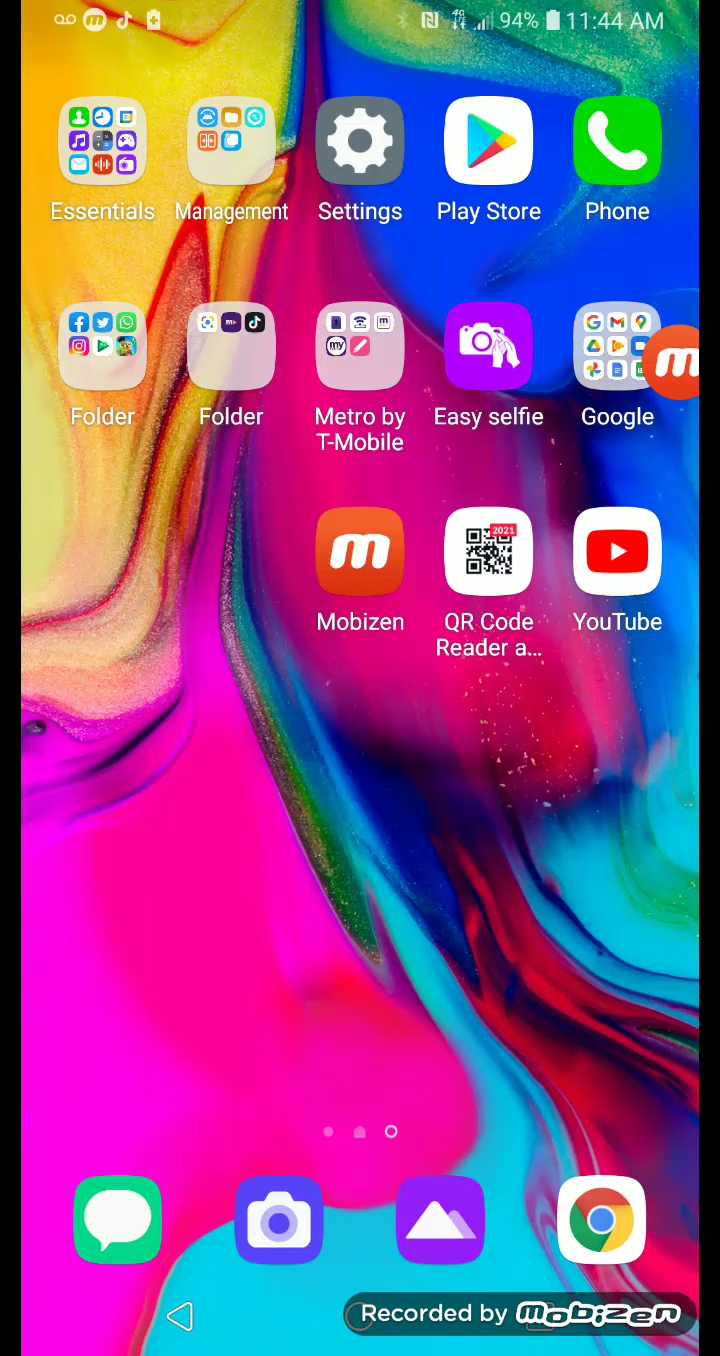 94% 11:44 AM
Essentials Management Settings Play Store Phone
Folder Folder Metro by T-Mobile Easy selfie Google
2021
Mobizen QR Code Reader a... YouTube
Recorded by Mobizen